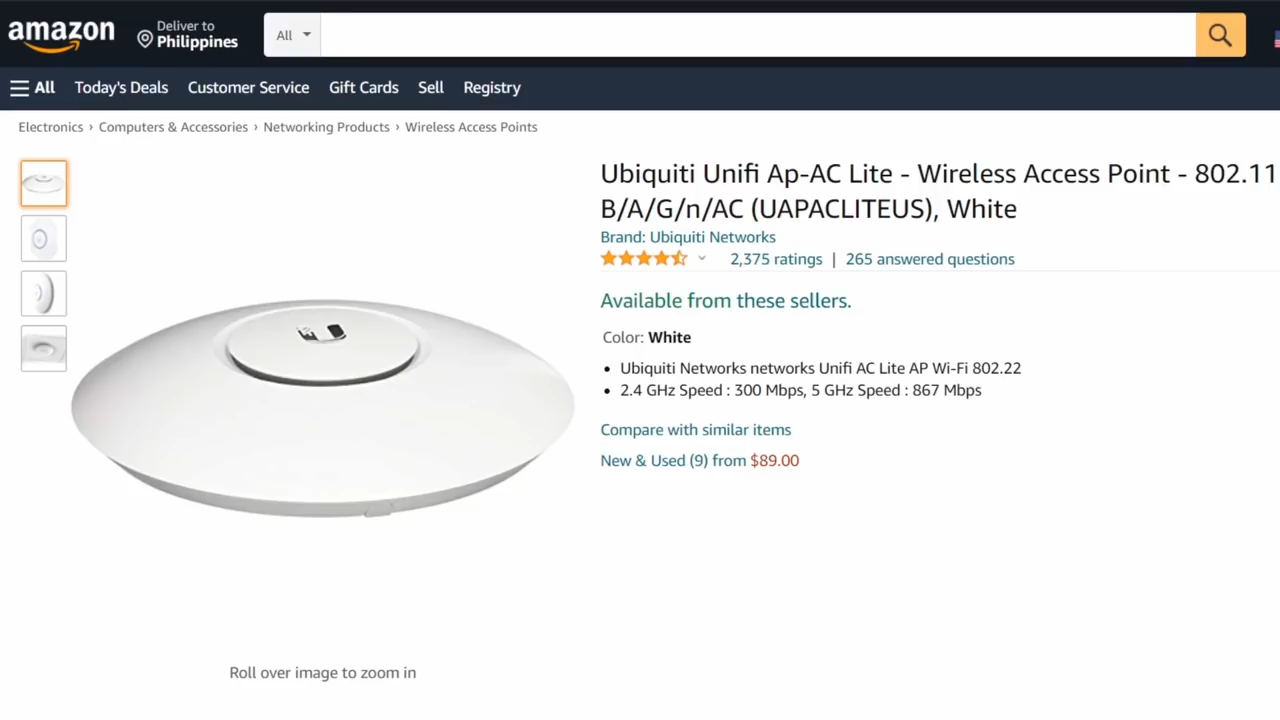 amazon
Deliver to
Philippines
All
All
Today's Deals
Customer Service
Gift Cards
Sell
Registry
Electronics › Computers & Accessories › Networking Products › Wireless Access Points
Ubiquiti Unifi Ap-AC Lite - Wireless Access Point - 802.11
B/A/G/n/AC (UAPACLITEUS), White
Brand: Ubiquiti Networks
2,375 ratings | 265 answered questions
Available from these sellers.
Color: White
• Ubiquiti Networks networks Unifi AC Lite AP Wi-Fi 802.22
• 2.4 GHz Speed : 300 Mbps, 5 GHz Speed : 867 Mbps
Compare with similar items
New & Used (9) from $89.00
Roll over image to zoom in